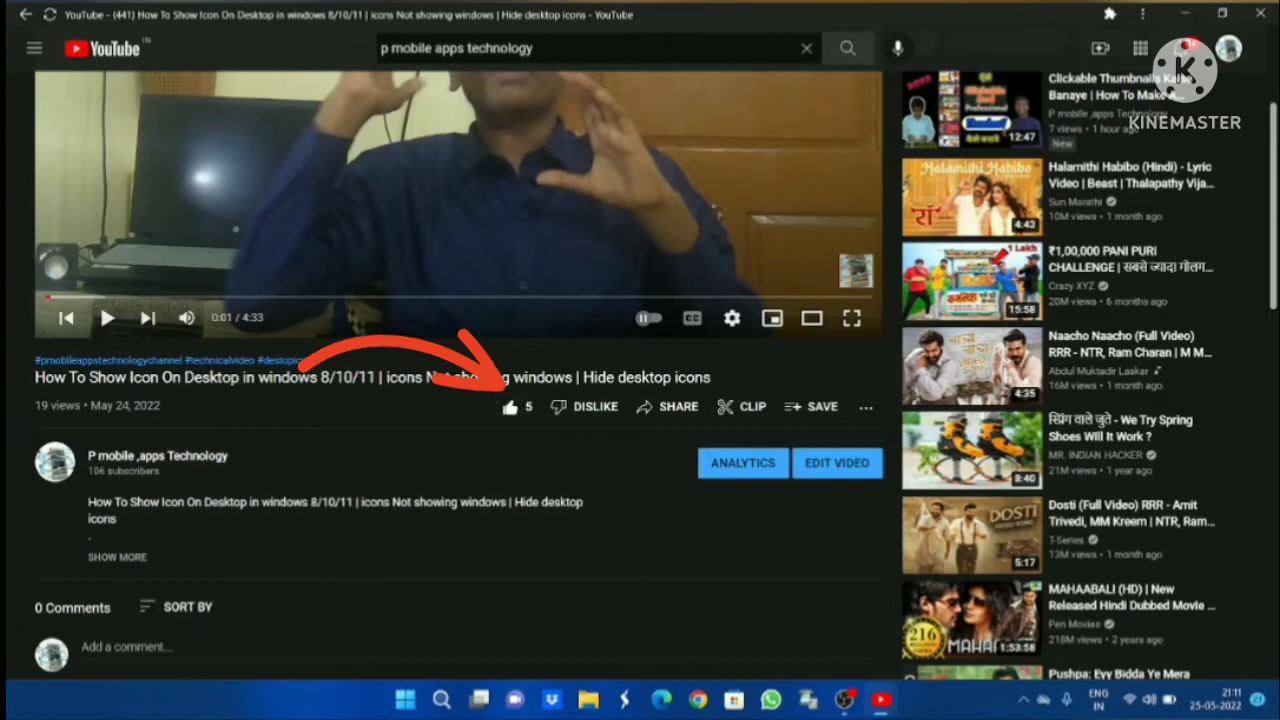 YouTube - (441) How To Show Icon On Desktop in windows 8/10/11 | icons Not showing windows | Hide desktop icons - YouTube
YouTube IN
p mobile apps technology
KINEMASTER
Clickable Thumbnails Kaise
Banaye | How To Make A...
P mobile ,apps Technology
7 views • 1 hour ago
New
12:47
Halamithi Habibo
Halamithi Habibo (Hindi) - Lyric
Video | Beast | Thalapathy Vija...
Sun Marathi
10M views • 1 month ago
4:43
1 Lakh
₹1,00,000 PANI PURI
CHALLENGE | सबसे ज्यादा गोलग...
Crazy XYZ
20M views • 6 months ago
15:58
Naacho Naacho (Full Video)
RRR - NTR, Ram Charan | M M...
Abdul Muktadir Laskar
4:35
स्प्रिंग वाले जुते - We Try Spring
Shoes Will It Work ?
MR. INDIAN HACKER
21M views • 1 year ago
8:40
DOSTI
Dosti (Full Video) RRR - Amit
Trivedi, MM Kreem | NTR, Ram...
T-Series
13M views • 1 month ago
5:17
MAHAABALI (HD) | New
Released Hindi Dubbed Movie ...
Pen Movies
218M views • 2 years ago
216
1:53:58
Pushpa: Eyy Bidda Ye Mera
0:01 / 4:33
CC
#pmobileappstechnologychannel #technicalvideo
How To Show Icon On Desktop in windows 8/10/11 | icons Not showing windows | Hide desktop icons
19 views • May 24, 2022
5 DISLIKE SHARE CLIP SAVE ...
P mobile ,apps Technology
106 subscribers
ANALYTICS EDIT VIDEO
How To Show Icon On Desktop in windows 8/10/11 | icons Not showing windows | Hide desktop
icons
.
SHOW MORE
0 Comments SORT BY
Add a comment...
ENG
IN
21:11
25-05-2022